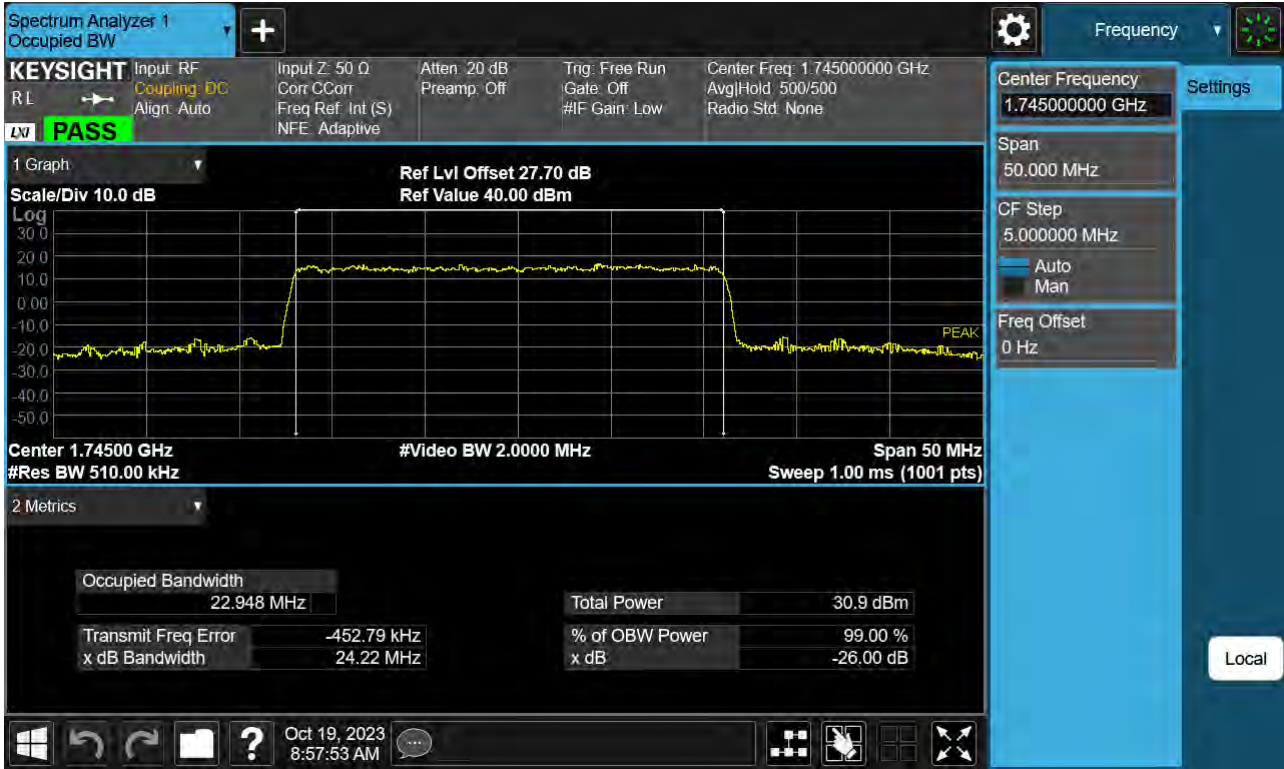 Spectrum Analyzer 1
Occupied BW
Frequency
KEYSIGHT
R L
LXI
PASS
Input: RF
Coupling: DC
Align: Auto
Input Z: 50 Ω
Corr CCorr
Freq Ref: Int (S)
NFE: Adaptive
Atten: 20 dB
Preamp: Off
Trig: Free Run
Gate: Off
#IF Gain: Low
Center Freq: 1.745000000 GHz
Avg|Hold: 500/500
Radio Std: None
1 Graph
Scale/Div 10.0 dB
Ref Lvl Offset 27.70 dB
Ref Value 40.00 dBm
Log
30.0
20.0
10.0
0.00
-10.0
-20.0
-30.0
-40.0
-50.0
PEAK
Center 1.74500 GHz
#Video BW 2.0000 MHz
Span 50 MHz
#Res BW 510.00 kHz
Sweep 1.00 ms (1001 pts)
2 Metrics
Occupied Bandwidth
22.948 MHz
Transmit Freq Error -452.79 kHz
x dB Bandwidth 24.22 MHz
Total Power 30.9 dBm
% of OBW Power 99.00 %
x dB -26.00 dB
Center Frequency
1.745000000 GHz
Settings
Span
50.000 MHz
CF Step
5.000000 MHz
Auto
Man
Freq Offset
0 Hz
Local
?
Oct 19, 2023
8:57:53 AM